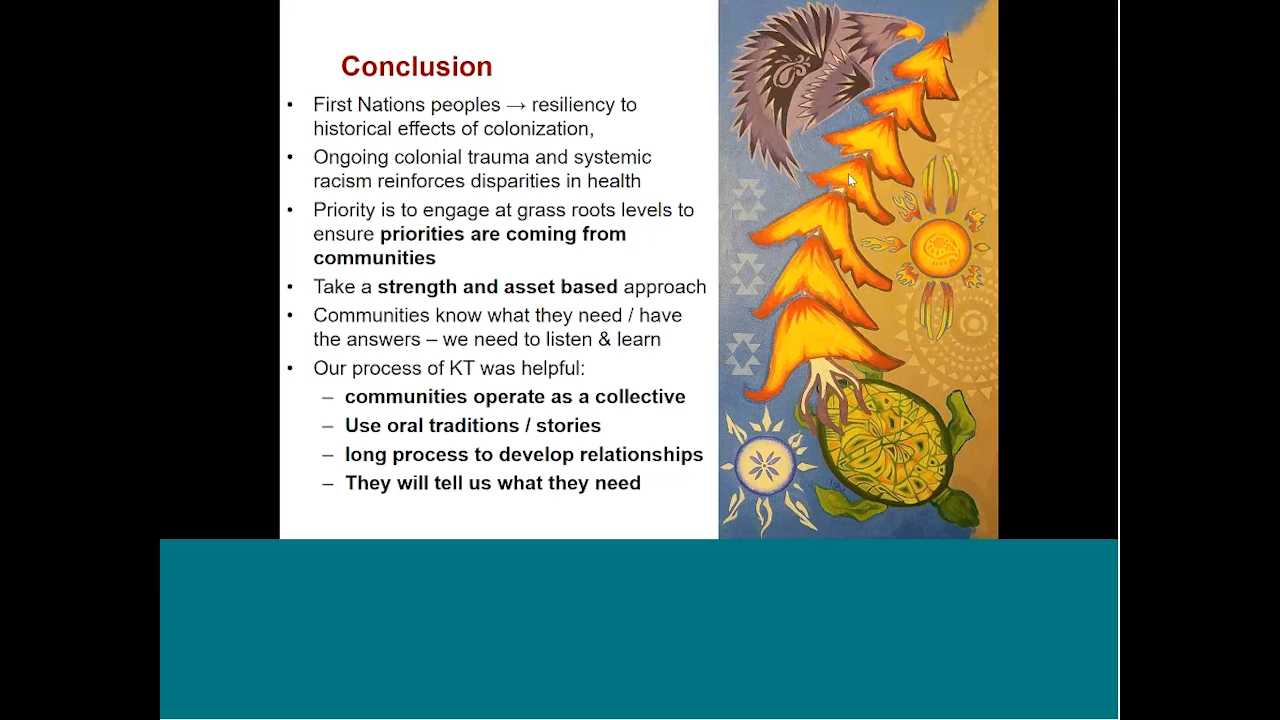 Conclusion
• First Nations peoples → resiliency to
historical effects of colonization,
• Ongoing colonial trauma and systemic
racism reinforces disparities in health
• Priority is to engage at grass roots levels to
ensure priorities are coming from
communities
• Take a strength and asset based approach
• Communities know what they need / have
the answers – we need to listen & learn
• Our process of KT was helpful:
– communities operate as a collective
– Use oral traditions / stories
– long process to develop relationships
– They will tell us what they need